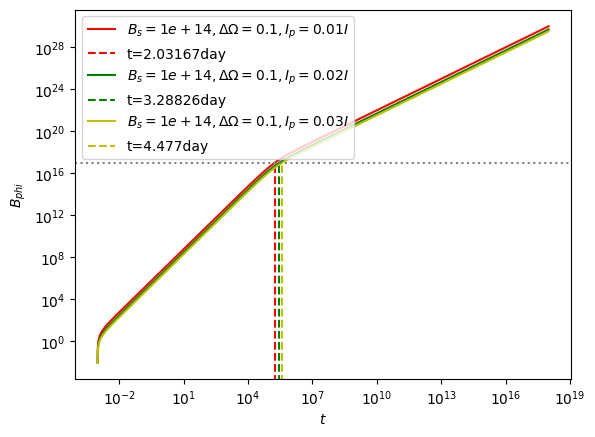 B_s = 1e + 14, ΔΩ = 0.1, I_p = 0.01I
t=2.03167day
B_s = 1e + 14, ΔΩ = 0.1, I_p = 0.02I
t=3.28826day
B_s = 1e + 14, ΔΩ = 0.1, I_p = 0.03I
t=4.477day
10^28
10^24
10^20
10^16
10^12
10^8
10^4
10^0
B_phi
10^-2 10^1 10^4 10^7 10^10 10^13 10^16 10^19
t